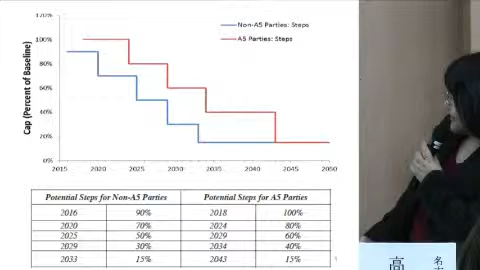 120%
100%
80%
60%
40%
20%
0%
Cap (Percent of Baseline)
2015 2020 2025 2030 2035 2040 2045 2050
Non-A5 Parties: Steps
A5 Parties: Steps
Potential Steps for Non-A5 Parties Potential Steps for A5 Parties
2016 90% 2018 100%
2020 70% 2024 80%
2025 50% 2029 60%
2029 30% 2034 40%
2033 15% 2043 15%
高
名